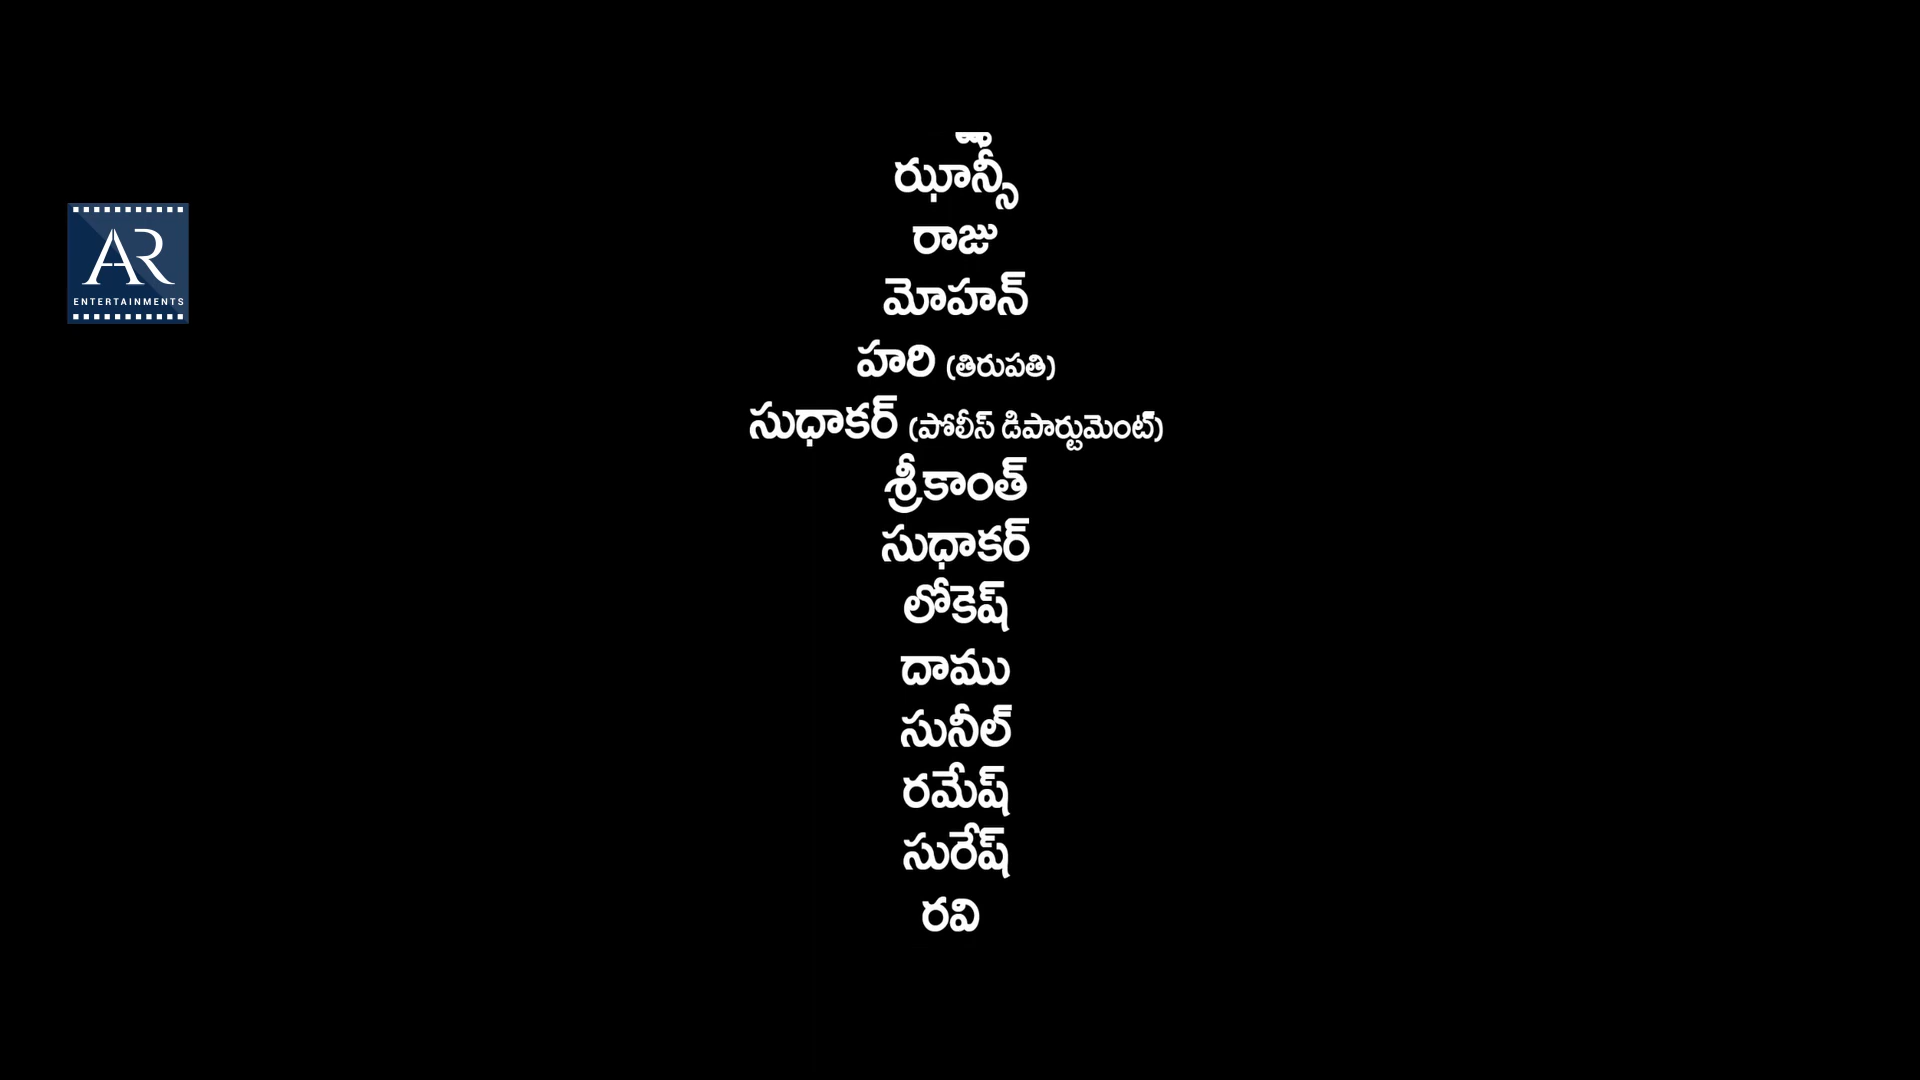 ఝాన్సీ
రాజు
మోహన్
హరి (తిరుపతి)
సుధాకర్ (పోలీస్ డిపార్టుమెంట్)
శ్రీకాంత్
సుధాకర్
లోకెష్
దాము
సునీల్
రమేష్
సురేష్
రవి
AR
ENTERTAINMENTS